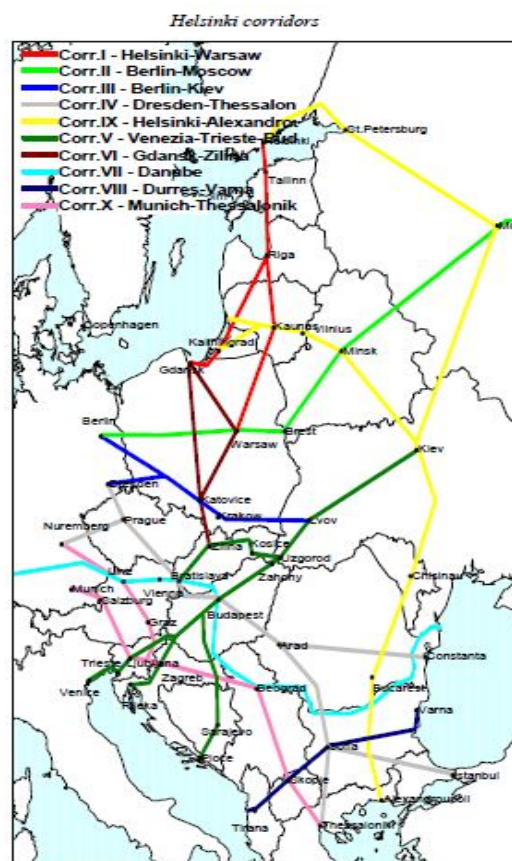 Helsinki corridors
Corr.I - Helsinki-Warsaw
Corr.II - Berlin-Moscow
Corr.III - Berlin-Kiev
Corr.IV - Dresden-Thessalon
Corr.IX - Helsinki-Alexandro
Corr.V - Venezia-Trieste-
Corr.VI - Gdansk-Zilina
Corr.VII - Danube
Corr.VIII - Durres-Varna
Corr.X - Munich-Thessalonik
St.Petersburg
Helsinki
Tallinn
Riga
Copenhagen
Kaunas
Vilnius
Kaliningrad
Minsk
Gdansk
Berlin
Warsaw
Brest
Kiev
Dresden
Katovice
Krakow
Lvov
Nuremberg
Prague
Zilina
Kosice
Uzgorod
Zahony
Chisinau
Linz
Bratislava
Vienna
Munich
Salzburg
Budapest
Graz
Arad
Constanta
Trieste
Ljubljana
Zagreb
Venice
Beograd
Bucarest
Rijeka
Varna
Sarajevo
Ploce
Sofia
Skopje
Istanbul
Tirana
Alexandroupoli
Thessaloniki